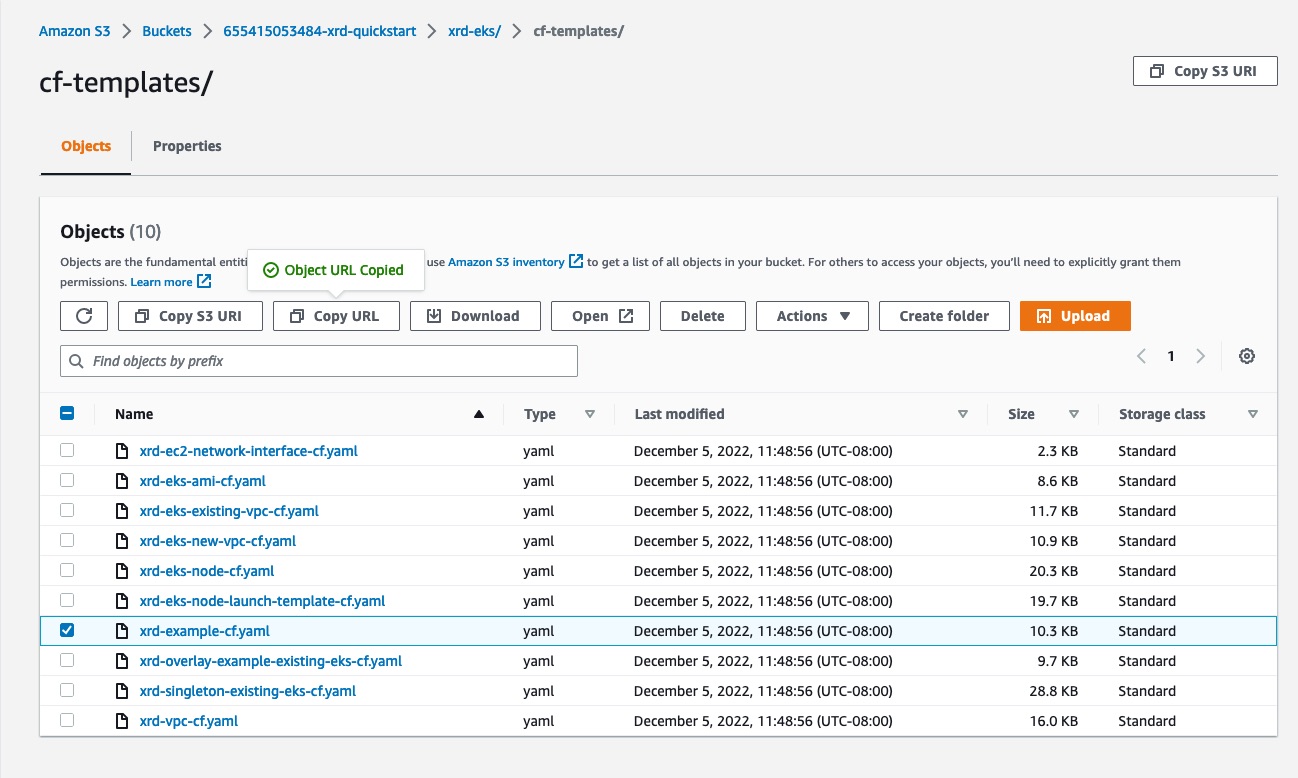 Amazon S3 > Buckets > 655415053484-xrd-quickstart > xrd-eks/ > cf-templates/
cf-templates/
Copy S3 URI
Objects Properties
Objects (10)
Objects are the fundamental entiti use Amazon S3 inventory to get a list of all objects in your bucket. For others to access your objects, you'll need to explicitly grant them
Object URL Copied
permissions. Learn more
Copy S3 URI Copy URL Download Open Delete Actions Create folder Upload
Find objects by prefix
1
Name Type Last modified Size Storage class
xrd-ec2-network-interface-cf.yaml yaml December 5, 2022, 11:48:56 (UTC-08:00) 2.3 KB Standard
xrd-eks-ami-cf.yaml yaml December 5, 2022, 11:48:56 (UTC-08:00) 8.6 KB Standard
xrd-eks-existing-vpc-cf.yaml yaml December 5, 2022, 11:48:56 (UTC-08:00) 11.7 KB Standard
xrd-eks-new-vpc-cf.yaml yaml December 5, 2022, 11:48:56 (UTC-08:00) 10.9 KB Standard
xrd-eks-node-cf.yaml yaml December 5, 2022, 11:48:56 (UTC-08:00) 20.3 KB Standard
xrd-eks-node-launch-template-cf.yaml yaml December 5, 2022, 11:48:56 (UTC-08:00) 19.7 KB Standard
xrd-example-cf.yaml yaml December 5, 2022, 11:48:56 (UTC-08:00) 10.3 KB Standard
xrd-overlay-example-existing-eks-cf.yaml yaml December 5, 2022, 11:48:56 (UTC-08:00) 9.7 KB Standard
xrd-singleton-existing-eks-cf.yaml yaml December 5, 2022, 11:48:56 (UTC-08:00) 28.8 KB Standard
xrd-vpc-cf.yaml yaml December 5, 2022, 11:48:56 (UTC-08:00) 16.0 KB Standard